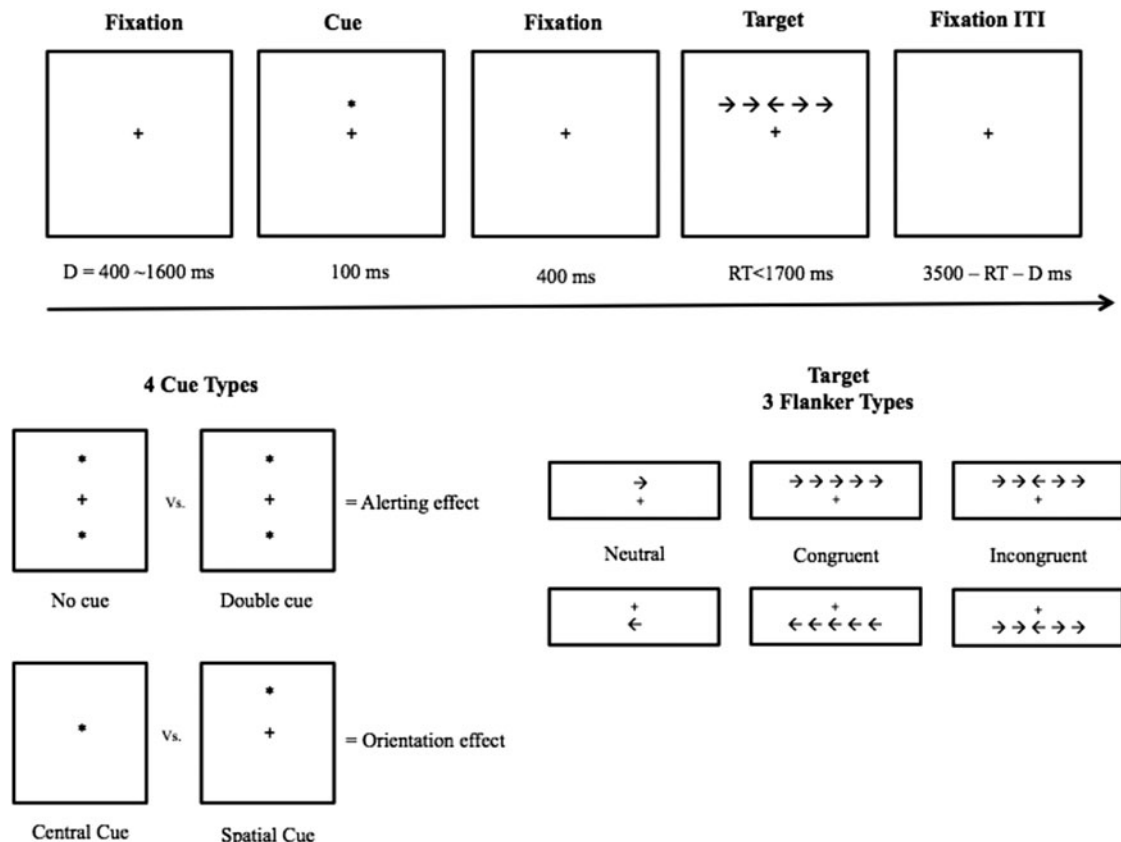 Fixation Cue Fixation Target Fixation ITI
* → → ← → →
+ + + + +
D = 400 ~1600 ms 100 ms 400 ms RT<1700 ms 3500 – RT – D ms
4 Cue Types
Target
3 Flanker Types
* *
+ Vs. + = Alerting effect
* *
No cue Double cue
*
* Vs. + = Orientation effect
Central Cue Spatial Cue
→ → → → → → → → ← → →
+ + +
Neutral Congruent Incongruent
+ + +
← ← ← ← ← ← → → ← → →